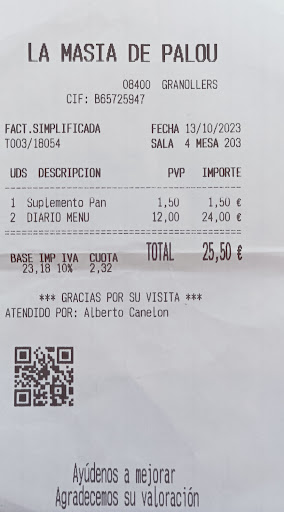 LA MASIA DE PALOU
08400 GRANOLLERS
CIF: B65725947
FACT.SIMPLIFICADA FECHA 13/10/2023
T003/18054 SALA 4 MESA 203
UDS DESCRIPCION PVP IMPORTE
1 Suplemento Pan 1,50 1,50 €
2 DIARIO MENU 12,00 24,00 €
BASE IMP IVA CUOTA TOTAL 25,50 €
23,18 10% 2,32
*** GRACIAS POR SU VISITA ***
ATENDIDO POR: Alberto Canelon
Ayúdenos a mejorar
Agradecemos su valoración